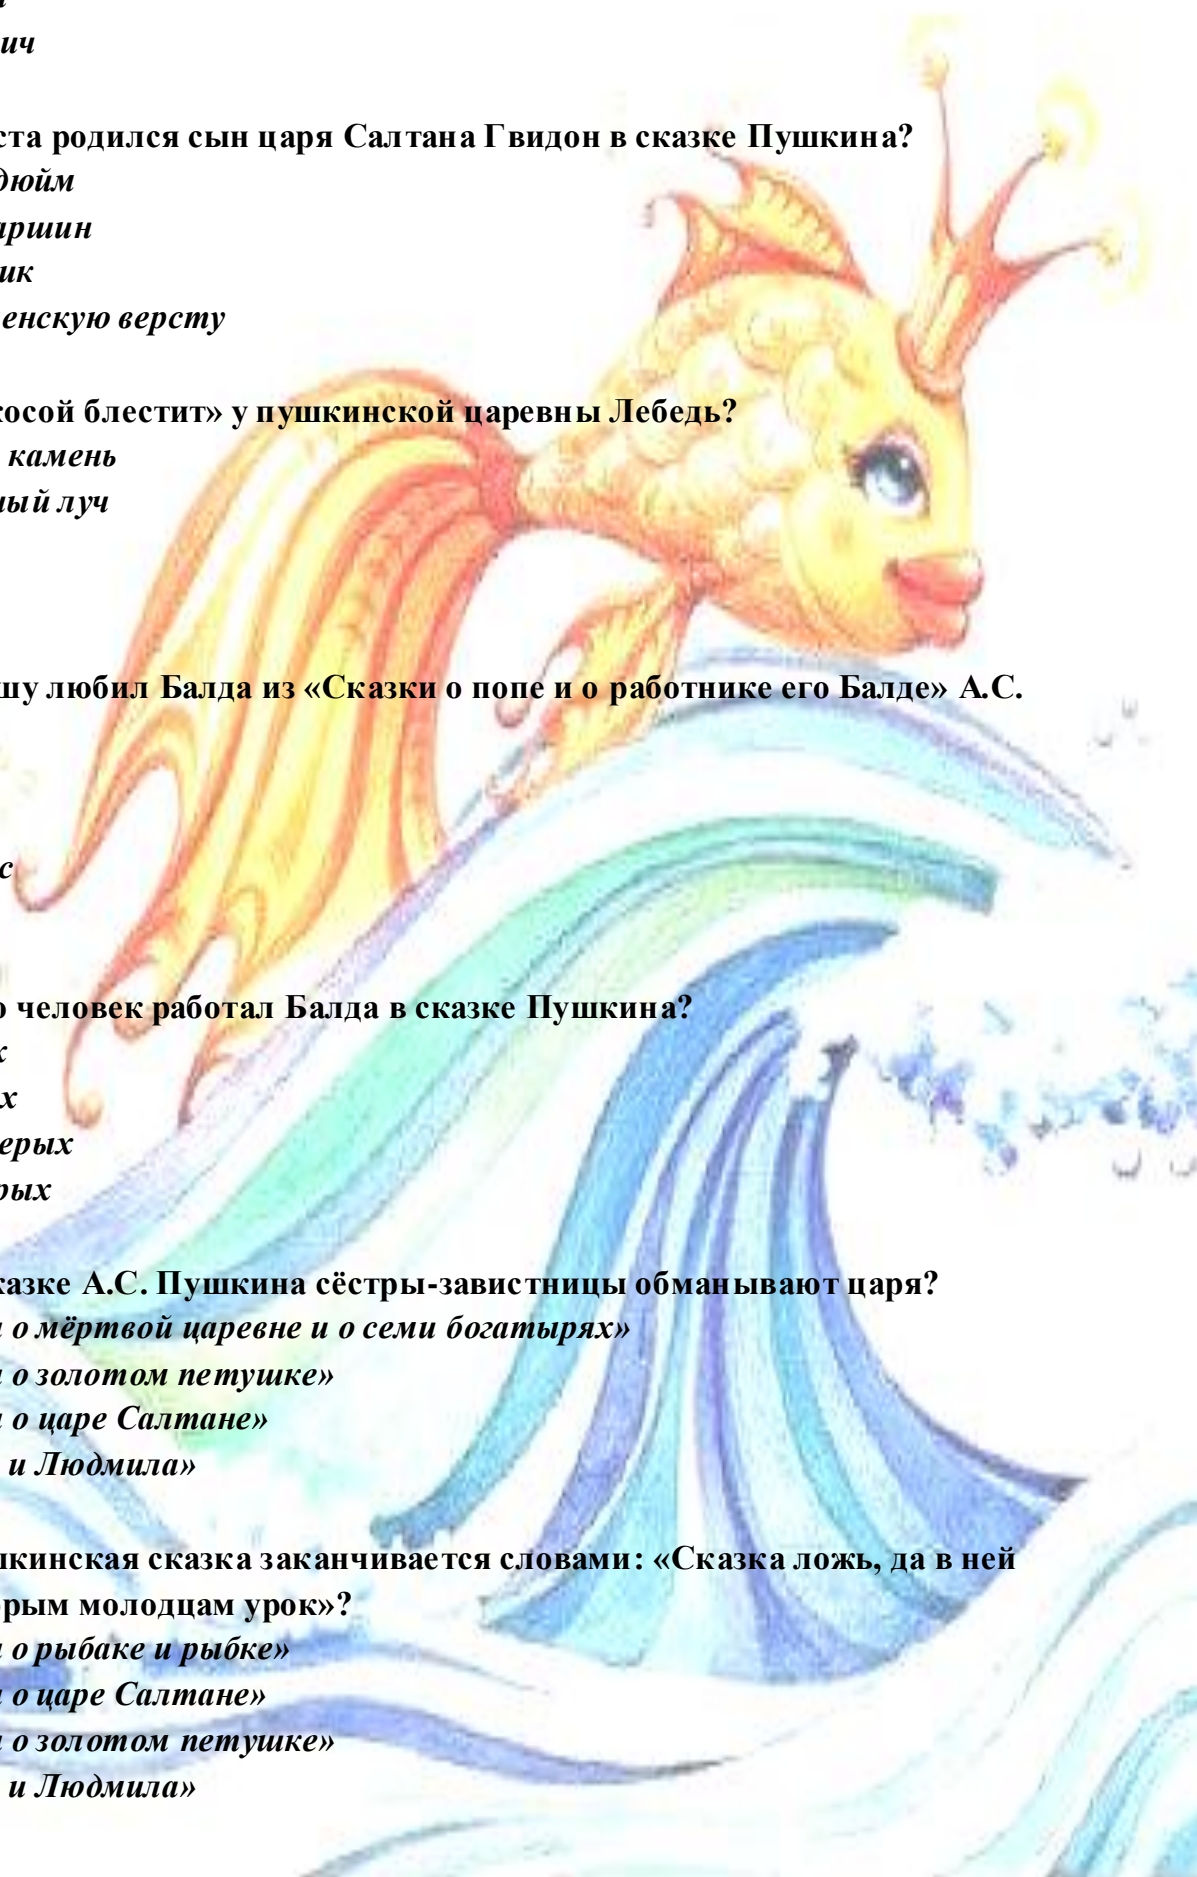 ич
ста родился сын царя Салтана Гвидон в сказке Пушкина?
дюйм
аршин
ик
енскую версту
косой блестит» у пушкинской царевны Лебедь?
камень
ный луч
шу любил Балда из «Сказки о попе и о работнике его Балде» А.С.
с
о человек работал Балда в сказке Пушкина?
х
х
ерых
рых
казке А.С. Пушкина сёстры-завистницы обманывают царя?
о мёртвой царевне и о семи богатырях»
о золотом петушке»
о царе Салтане»
и Людмила»
шкинская сказка заканчивается словами: «Сказка ложь, да в ней
рым молодцам урок»?
о рыбаке и рыбке»
о царе Салтане»
о золотом петушке»
и Людмила»